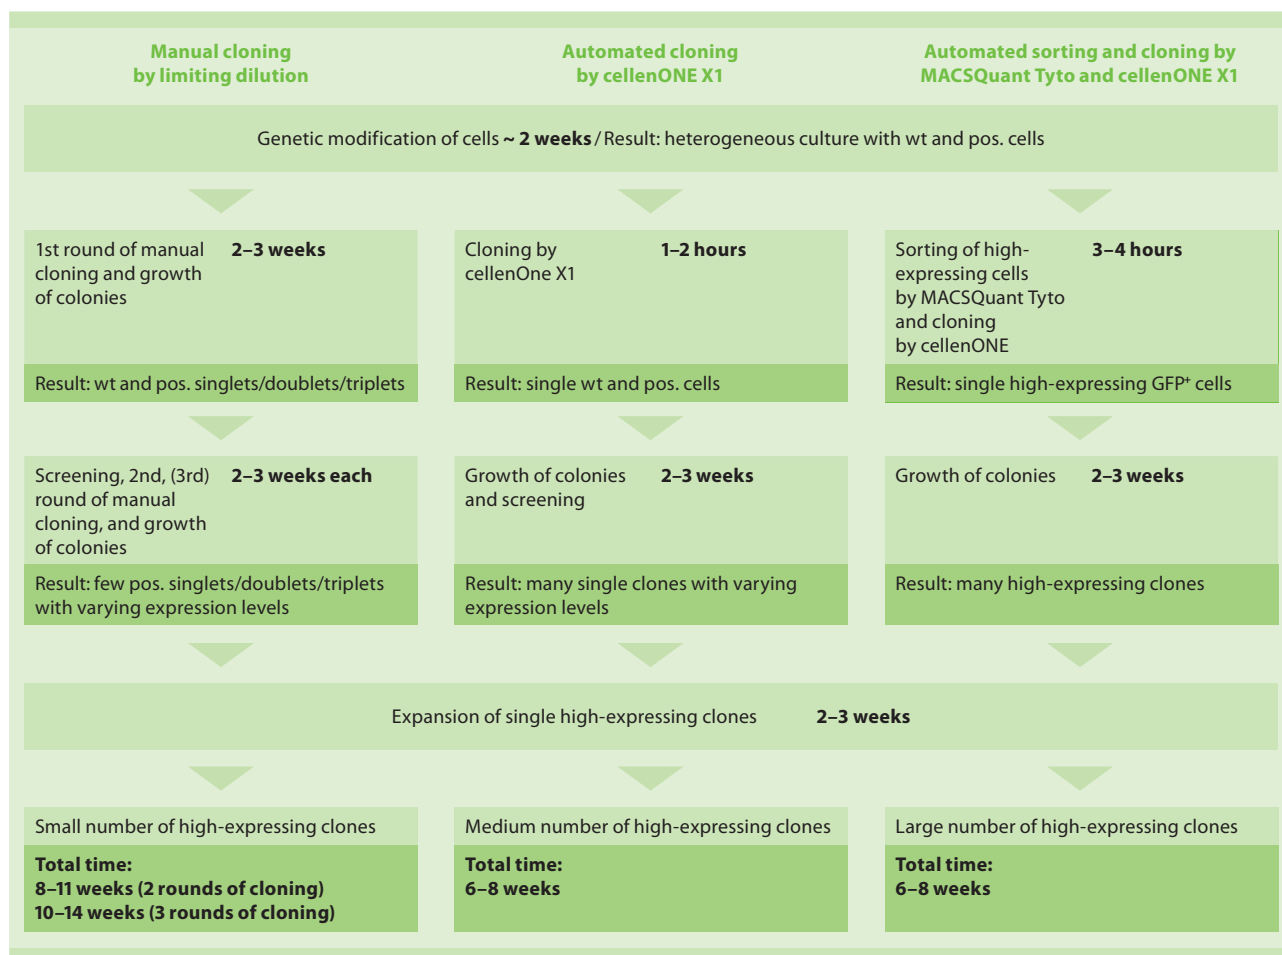 Manual cloning
by limiting dilution
Automated cloning
by cellenONE X1
Automated sorting and cloning by
MACSQuant Tyto and cellenONE X1
Genetic modification of cells ~ 2 weeks / Result: heterogeneous culture with wt and pos. cells
1st round of manual
cloning and growth
of colonies
2–3 weeks
Cloning by
cellenOne X1
1–2 hours
Sorting of high-
expressing cells
by MACSQuant Tyto
and cloning
by cellenONE
3–4 hours
Result: wt and pos. singlets/doublets/triplets
Result: single wt and pos. cells
Result: single high-expressing GFP⁺ cells
Screening, 2nd, (3rd)
round of manual
cloning, and growth
of colonies
2–3 weeks each
Growth of colonies
and screening
2–3 weeks
Growth of colonies
2–3 weeks
Result: few pos. singlets/doublets/triplets
with varying expression levels
Result: many single clones with varying
expression levels
Result: many high-expressing clones
Expansion of single high-expressing clones 2–3 weeks
Small number of high-expressing clones
Total time:
8–11 weeks (2 rounds of cloning)
10–14 weeks (3 rounds of cloning)
Medium number of high-expressing clones
Total time:
6–8 weeks
Large number of high-expressing clones
Total time:
6–8 weeks